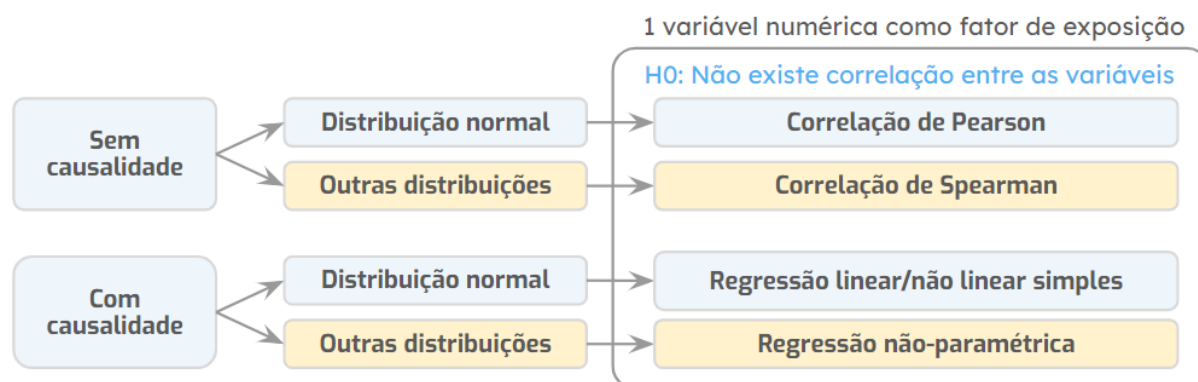 1 variável numérica como fator de exposição
H0: Não existe correlação entre as variáveis
Sem
causalidade
Distribuição normal
Correlação de Pearson
Outras distribuições
Correlação de Spearman
Com
causalidade
Distribuição normal
Regressão linear/não linear simples
Outras distribuições
Regressão não-paramétrica